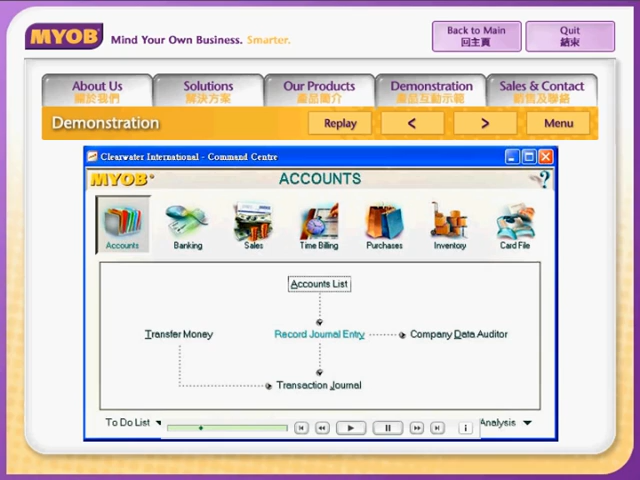 MYOB Mind Your Own Business. Smarter.
Back to Main
回主頁
Quit
結束
About Us
關於我們
Solutions
解決方案
Our Products
產品簡介
Demonstration
產品互動示範
Sales & Contact
銷售及聯絡
Demonstration
Replay < > Menu
Clearwater International - Command Centre
MYOB ACCOUNTS ?
Accounts Banking Sales Time Billing Purchases Inventory Card File
Accounts List
Transfer Money Record Journal Entry Company Data Auditor
Transaction Journal
To Do List Analysis